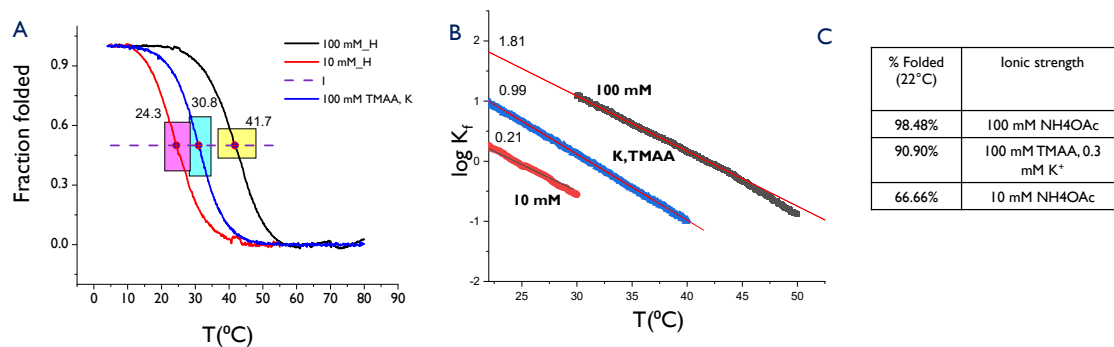 A
100 mM_H
10 mM_H
I
100 mM TMAA, K
24.3
30.8
41.7
Fraction folded
0.9
0.6
0.3
0.0
0 10 20 30 40 50 60 70 80 90
T(⁰C)
B
1.81
0.99
0.21
100 mM
K,TMAA
10 mM
log K_f
2
1
0
-1
-2
25 30 35 40 45 50
T(⁰C)
C
% Folded (22°C) Ionic strength
98.48% 100 mM NH4OAc
90.90% 100 mM TMAA, 0.3
mM K⁺
66.66% 10 mM NH4OAc